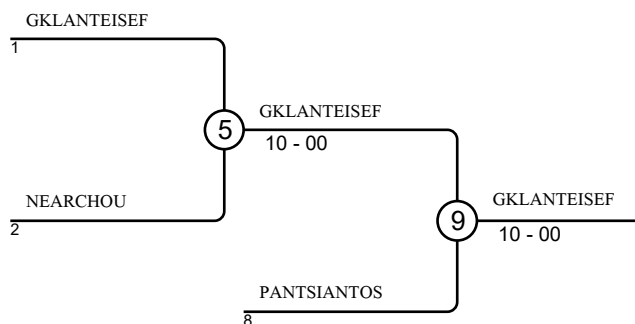 GKLANTEISEF
1
5
GKLANTEISEF
10 - 00
NEARCHOU
2
9
GKLANTEISEF
10 - 00
PANTSIANTOS
8